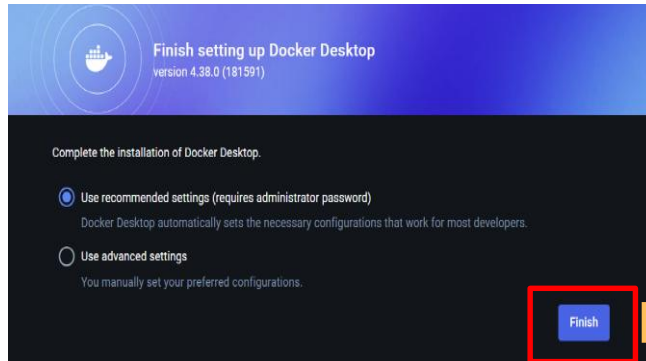 Finish setting up Docker Desktop
version 4.38.0 (181591)
Complete the installation of Docker Desktop.
Use recommended settings (requires administrator password)
Docker Desktop automatically sets the necessary configurations that work for most developers.
Use advanced settings
You manually set your preferred configurations.
Finish